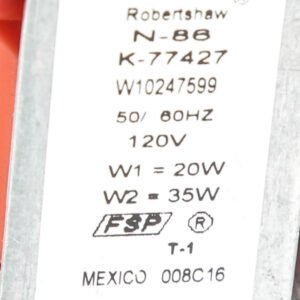 Robertshaw
N-86
K-77427
W10247599
50/ 60HZ
120V
W1 = 20W
W2 = 35W
FSP ®
T-1
MEXICO 008C16